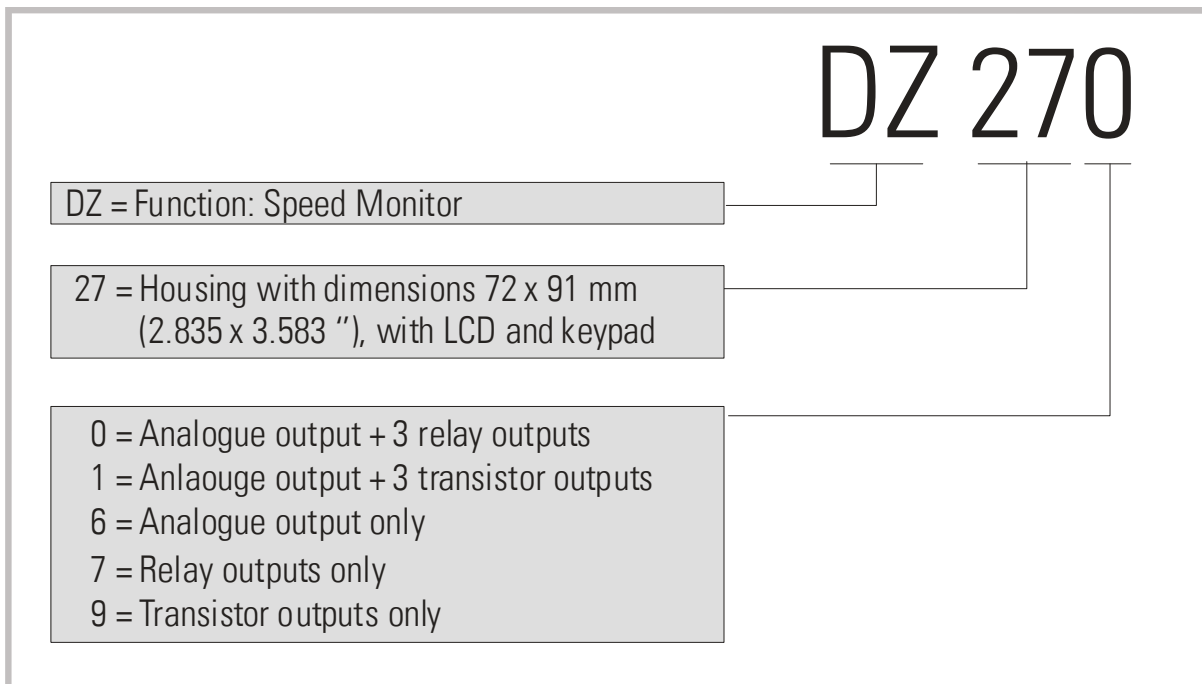 DZ 270
DZ = Function: Speed Monitor
27 = Housing with dimensions 72 x 91 mm
(2.835 x 3.583 ″), with LCD and keypad
0 = Analogue output + 3 relay outputs
1 = Anlaouge output + 3 transistor outputs
6 = Analogue output only
7 = Relay outputs only
9 = Transistor outputs only